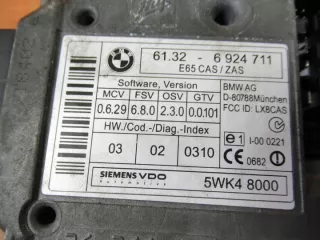 BMW
61.32 - 6 924 711
E65 CAS / ZAS
Software, Version
MCV FSV OSV GTV
0.6.29 6.8.0 2.3.0 0.0.101
HW./Cod.-/Diag.-Index
03 02 0310
BMW AG
D-80788München
FCC ID: LX8CAS
e1 I-00 0221
CE 0682 !
SIEMENS VDO
Automotive
5WK4 8000